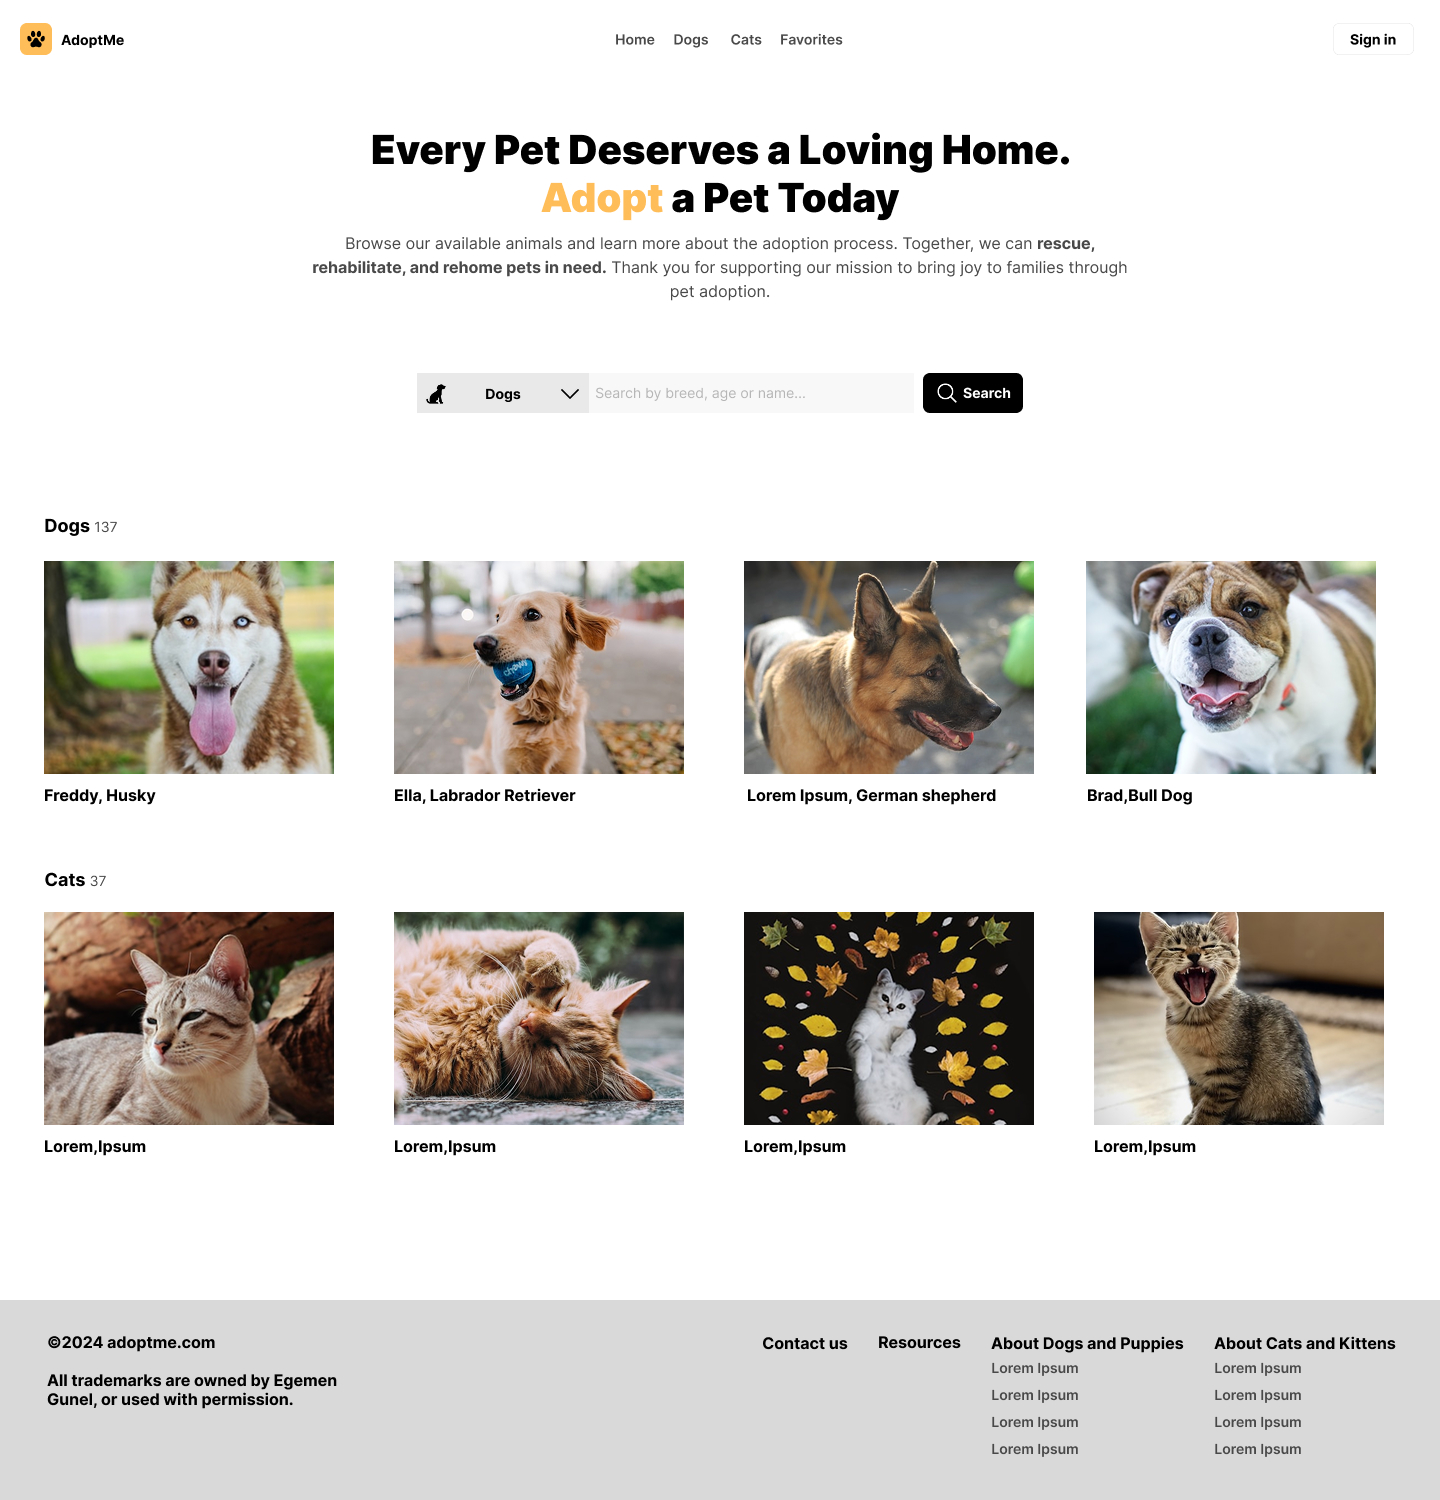 AdoptMe
Home Dogs Cats Favorites
Sign in
Every Pet Deserves a Loving Home.
Adopt a Pet Today
Browse our available animals and learn more about the adoption process. Together, we can rescue,
rehabilitate, and rehome pets in need. Thank you for supporting our mission to bring joy to families through
pet adoption.
Dogs
Search by breed, age or name...
Search
Dogs 137
chewy
Freddy, Husky
Ella, Labrador Retriever
Lorem Ipsum, German shepherd
Brad,Bull Dog
Cats 37
Lorem,Ipsum
Lorem,Ipsum
Lorem,Ipsum
Lorem,Ipsum
©2024 adoptme.com
All trademarks are owned by Egemen
Gunel, or used with permission.
Contact us
Resources
About Dogs and Puppies
Lorem Ipsum
Lorem Ipsum
Lorem Ipsum
Lorem Ipsum
About Cats and Kittens
Lorem Ipsum
Lorem Ipsum
Lorem Ipsum
Lorem Ipsum